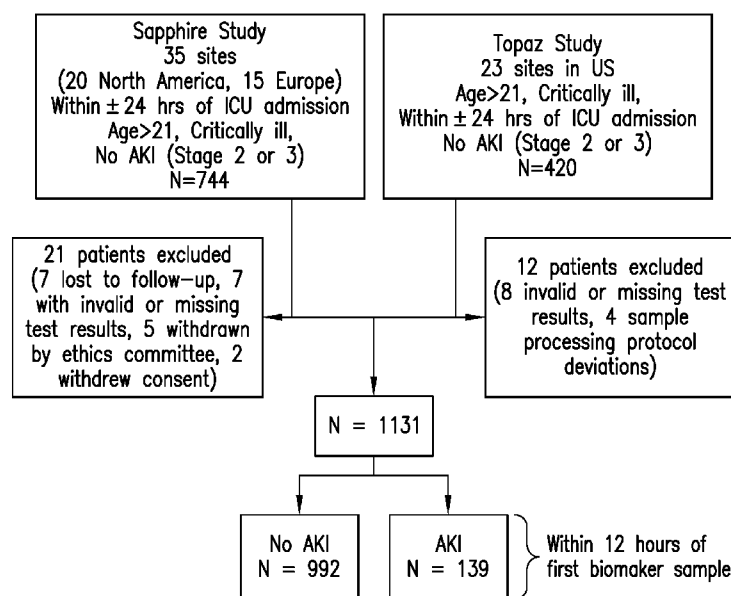 Sapphire Study
35 sites
(20 North America, 15 Europe)
Within ± 24 hrs of ICU admission
Age>21, Critically ill,
No AKI (Stage 2 or 3)
N=744
Topaz Study
23 sites in US
Age>21, Critically ill,
Within ± 24 hrs of ICU admission
No AKI (Stage 2 or 3)
N=420
21 patients excluded
(7 lost to follow-up, 7
with invalid or missing
test results, 5 withdrawn
by ethics committee, 2
withdrew consent)
12 patients excluded
(8 invalid or missing test
results, 4 sample
processing protocol
deviations)
N = 1131
No AKI
N = 992
AKI
N = 139
Within 12 hours of
first biomaker sample